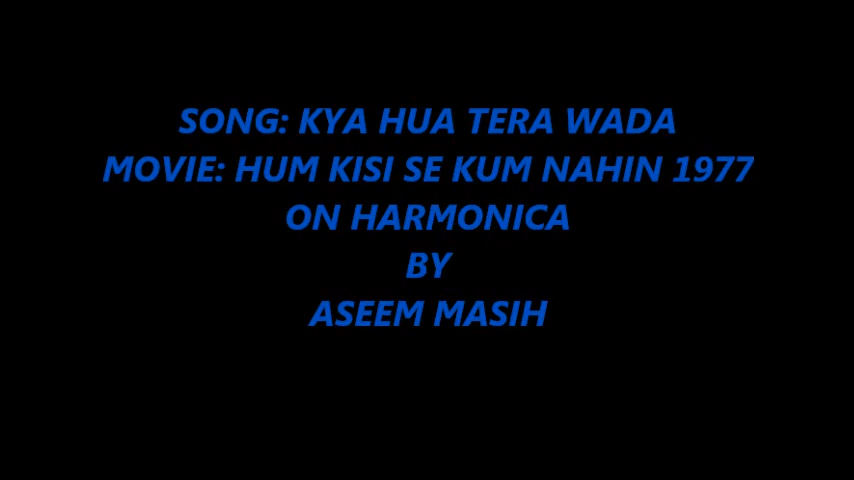 SONG: KYA HUA TERA WADA
MOVIE: HUM KISI SE KUM NAHIN 1977
ON HARMONICA
BY
ASEEM MASIH